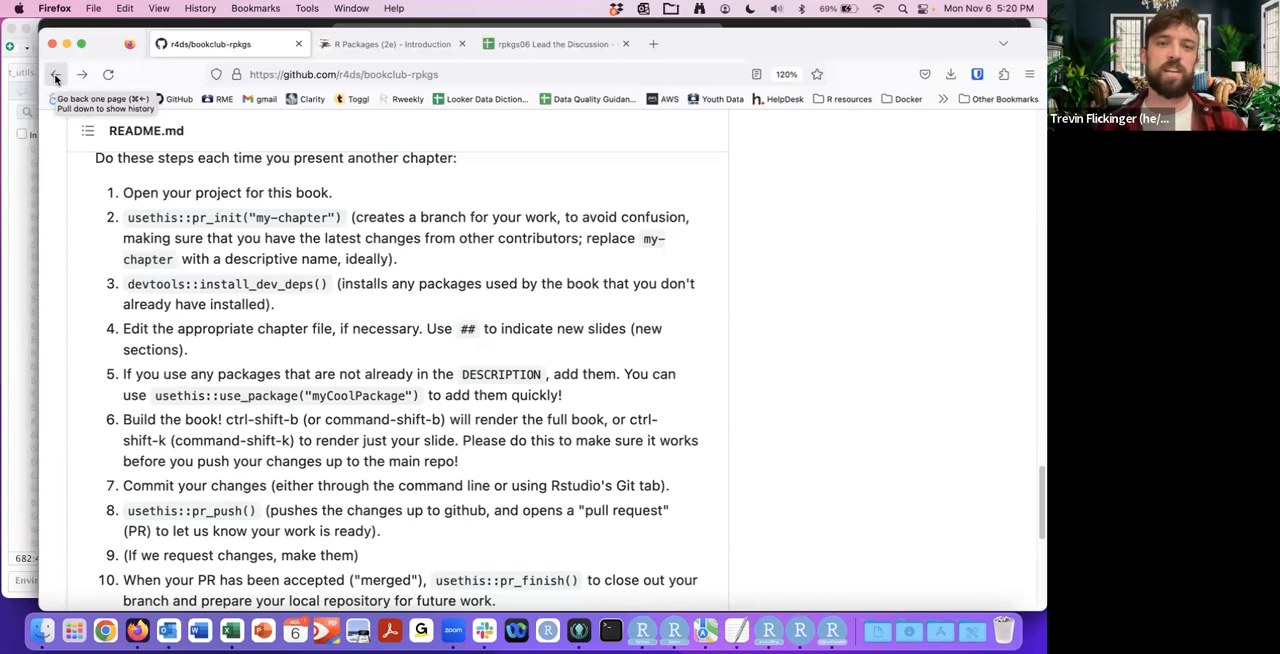 Firefox File Edit View History Bookmarks Tools Window Help 69% Mon Nov 6 5:20 PM
r4ds/bookclub-rpkgs R Packages (2e) - Introduction rpkgs06 Lead the Discussion -
https://github.com/r4ds/bookclub-rpkgs 120%
Go back one page (⌘←)
Pull down to show history
GitHub RME gmail Clarity Toggl Rweekly Looker Data Diction... Data Quality Guidan... AWS Youth Data HelpDesk R resources Docker Other Bookmarks
t_utils.
In
README.md
Do these steps each time you present another chapter:
1. Open your project for this book.
2. usethis::pr_init("my-chapter") (creates a branch for your work, to avoid confusion,
making sure that you have the latest changes from other contributors; replace my-
chapter with a descriptive name, ideally).
3. devtools::install_dev_deps() (installs any packages used by the book that you don't
already have installed).
4. Edit the appropriate chapter file, if necessary. Use ## to indicate new slides (new
sections).
5. If you use any packages that are not already in the DESCRIPTION , add them. You can
use usethis::use_package("myCoolPackage") to add them quickly!
6. Build the book! ctrl-shift-b (or command-shift-b) will render the full book, or ctrl-
shift-k (command-shift-k) to render just your slide. Please do this to make sure it works
before you push your changes up to the main repo!
7. Commit your changes (either through the command line or using Rstudio's Git tab).
8. usethis::pr_push() (pushes the changes up to github, and opens a "pull request"
(PR) to let us know your work is ready).
9. (If we request changes, make them)
10. When your PR has been accepted ("merged"), usethis::pr_finish() to close out your
branch and prepare your local repository for future work.
682:
Envir
NOV
6
zoom
Trevin Flickinger (he/...